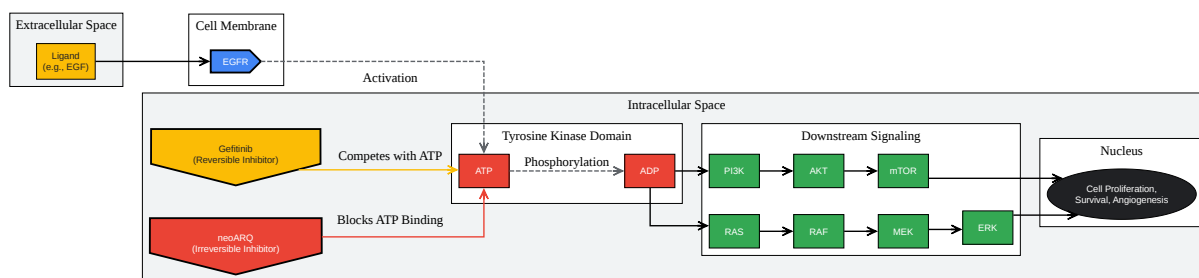 Extracellular Space
Ligand
(e.g., EGF)
Cell Membrane
EGFR
Activation
Intracellular Space
Gefitinib
(Reversible Inhibitor)
Competes with ATP
neoARQ
(Irreversible Inhibitor)
Blocks ATP Binding
Tyrosine Kinase Domain
ATP
Phosphorylation
ADP
Downstream Signaling
PI3K
AKT
mTOR
RAS
RAF
MEK
ERK
Nucleus
Cell Proliferation,
Survival, Angiogenesis